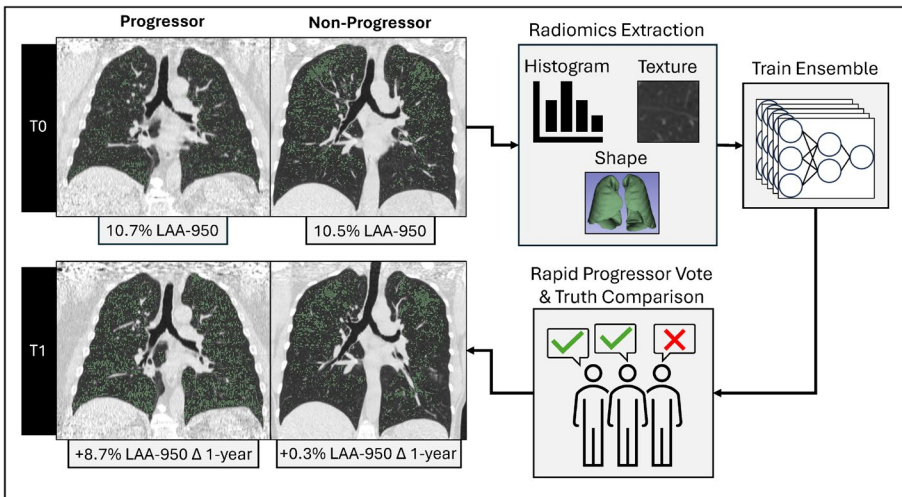 Progressor
Non-Progressor
T0
10.7% LAA-950
10.5% LAA-950
Radiomics Extraction
Histogram
Texture
Shape
Train Ensemble
T1
+8.7% LAA-950 Δ 1-year
+0.3% LAA-950 Δ 1-year
Rapid Progressor Vote
& Truth Comparison